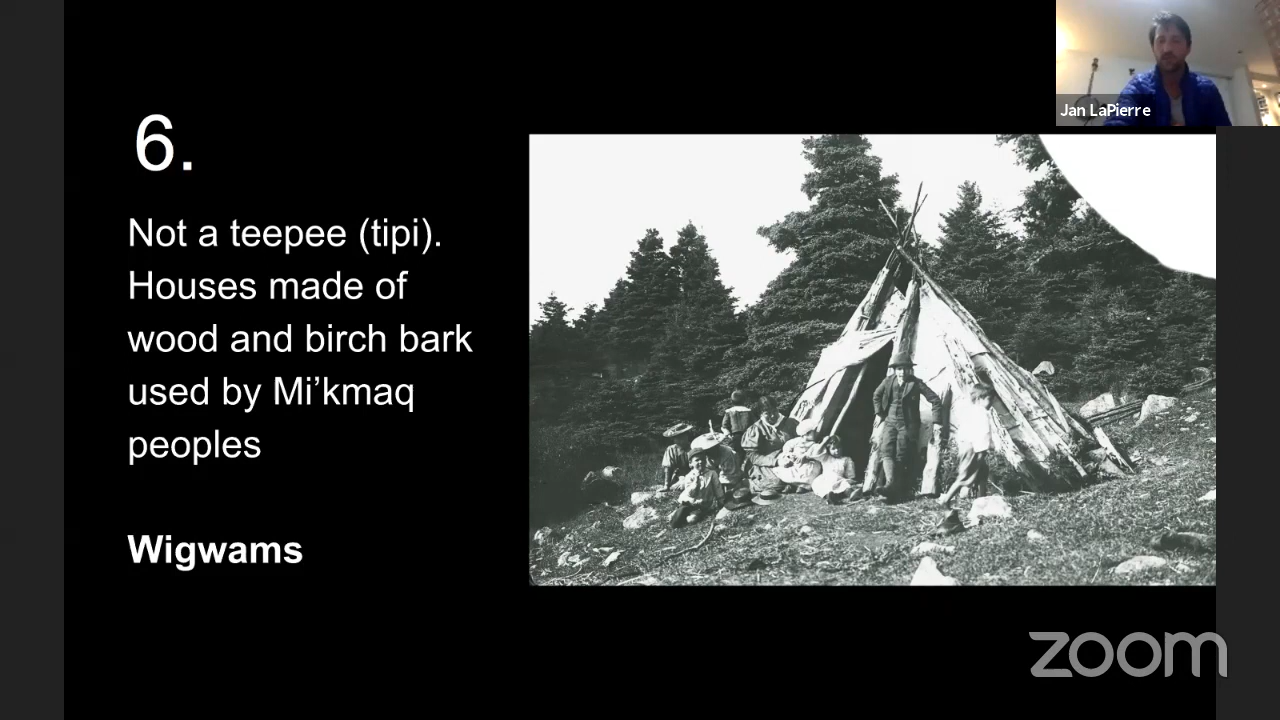 Jan LaPierre
6.
Not a teepee (tipi).
Houses made of
wood and birch bark
used by Mi’kmaq
peoples
Wigwams
zoom